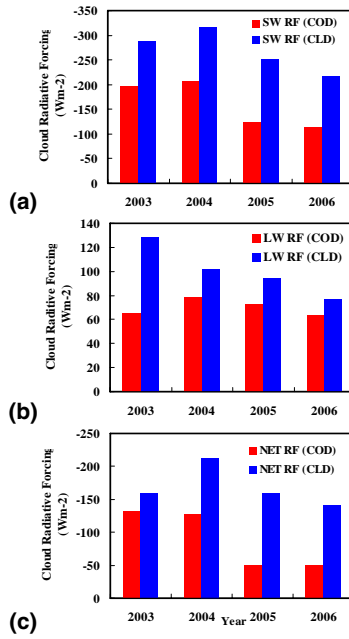 -350
-300
-250
-200
-150
-100
-50
0
Cloud Radiative Forcing
(Wm-2)
SW RF (COD)
SW RF (CLD)
2003 2004 2005 2006
(a)
140
120
100
80
60
40
20
0
Cloud Raditive Forcing
(Wm-2)
LW RF (COD)
LW RF (CLD)
2003 2004 2005 2006
(b)
-250
-200
-150
-100
-50
0
Cloud Radiative Forcing
(Wm-2)
NET RF (COD)
NET RF (CLD)
2003 2004 2005 2006
Year
(c)